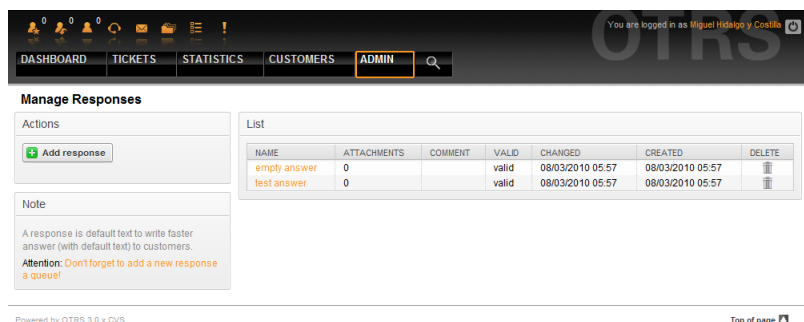 0 0 0
You are logged in as Miguel Hidalgo y Costilla
OTRS
DASHBOARD TICKETS STATISTICS CUSTOMERS ADMIN
Manage Responses
Actions
Add response
Note
A response is default text to write faster
answer (with default text) to customers.
Attention: Don't forget to add a new response
a queue!
List
NAME ATTACHMENTS COMMENT VALID CHANGED CREATED DELETE
empty answer 0 valid 08/03/2010 05:57 08/03/2010 05:57
test answer 0 valid 08/03/2010 05:57 08/03/2010 05:57
Powered by OTRS 3.0.x CVS
Top of page